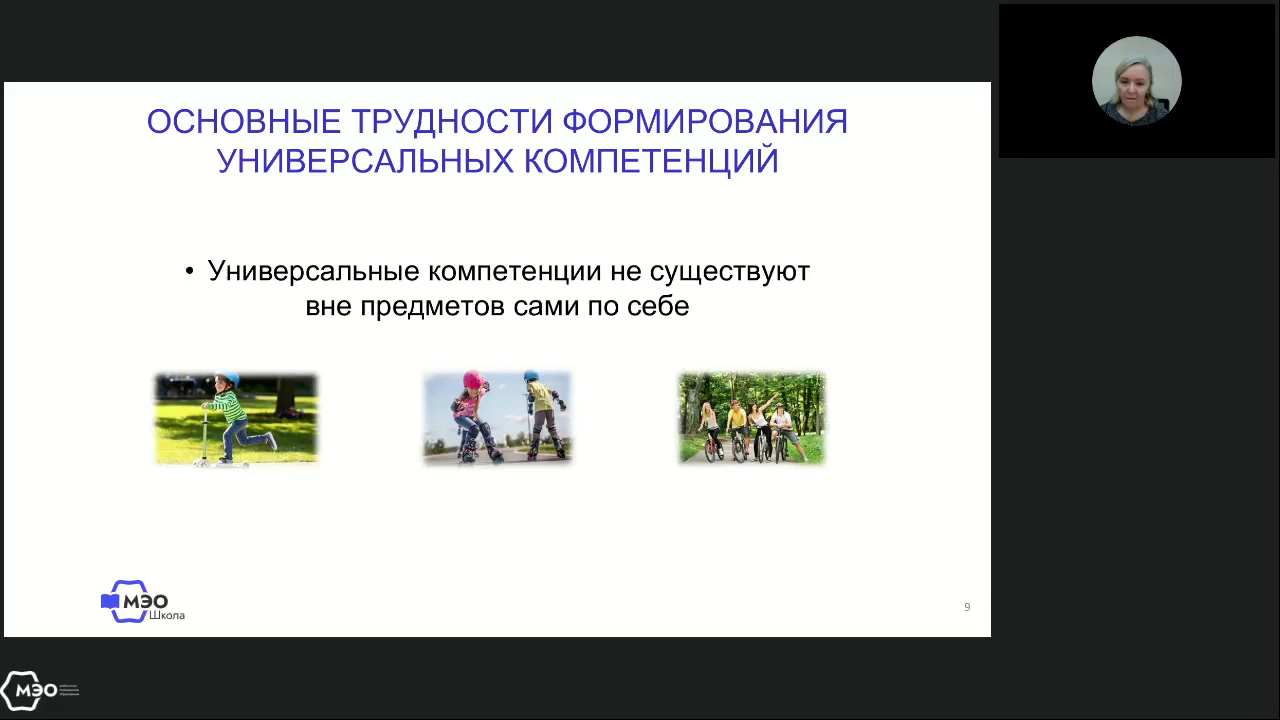 ОСНОВНЫЕ ТРУДНОСТИ ФОРМИРОВАНИЯ
УНИВЕРСАЛЬНЫХ КОМПЕТЕНЦИЙ
• Универсальные компетенции не существуют
вне предметов сами по себе
МЭО
Школа
9
МЭО